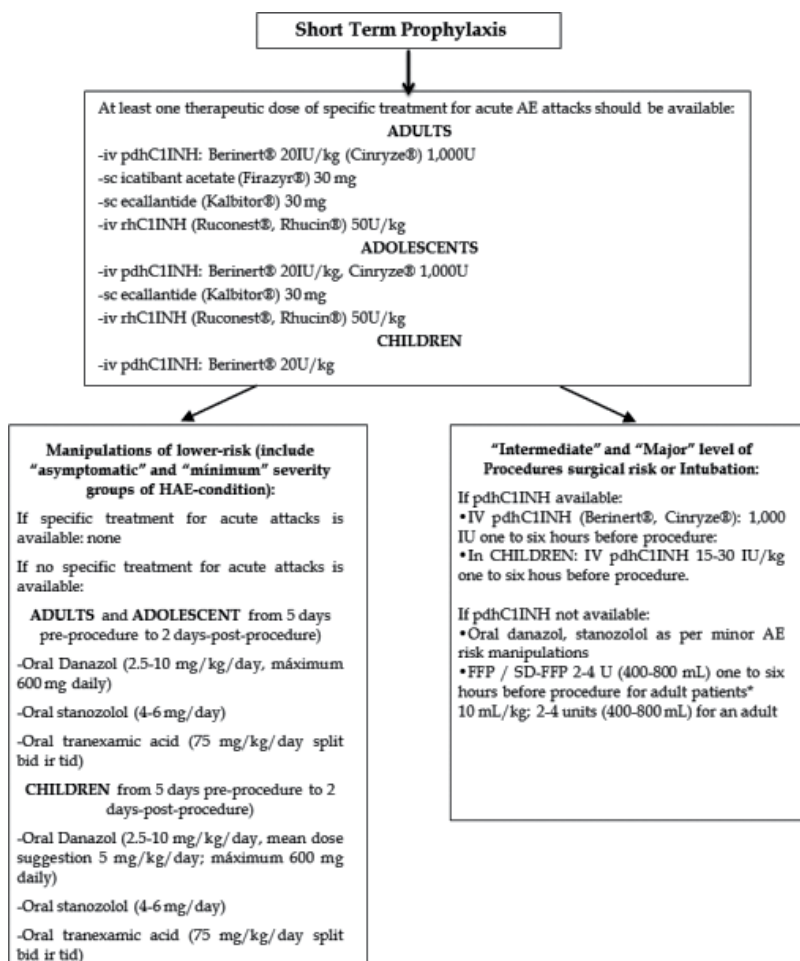 Short Term Prophylaxis
At least one therapeutic dose of specific treatment for acute AE attacks should be available:
ADULTS
-iv pdhC1INH: Berinert® 20IU/kg (Cinryze®) 1,000U
-sc icatibant acetate (Firazyr®) 30 mg
-sc ecallantide (Kalbitor®) 30 mg
-iv rhC1INH (Ruconest®, Rhucin®) 50U/kg
ADOLESCENTS
-iv pdhC1INH: Berinert® 20IU/kg, Cinryze® 1,000U
-sc ecallantide (Kalbitor®) 30 mg
-iv rhC1INH (Ruconest®, Rhucin®) 50U/kg
CHILDREN
-iv pdhC1INH: Berinert® 20U/kg
Manipulations of lower-risk (include
“asymptomatic” and “mínimum” severity
groups of HAE-condition):
If specific treatment for acute attacks is
available: none
If no specific treatment for acute attacks is
available:
ADULTS and ADOLESCENT from 5 days
pre-procedure to 2 days-post-procedure)
-Oral Danazol (2.5-10 mg/kg/day, máximum
600 mg daily)
-Oral stanozolol (4-6 mg/day)
-Oral tranexamic acid (75 mg/kg/day split
bid ir tid)
CHILDREN from 5 days pre-procedure to 2
days-post-procedure)
-Oral Danazol (2.5-10 mg/kg/day, mean dose
suggestion 5 mg/kg/day; máximum 600 mg
daily)
-Oral stanozolol (4-6 mg/day)
-Oral tranexamic acid (75 mg/kg/day split
bid ir tid)
“Intermediate” and “Major” level of
Procedures surgical risk or Intubation:
If pdhC1INH available:
•IV pdhC1INH (Berinert®, Cinryze®): 1,000
IU one to six hours before procedure:
•In CHILDREN: IV pdhC1INH 15-30 IU/kg
one to six hous before procedure.
If pdhC1INH not available:
•Oral danazol, stanozolol as per minor AE
risk manipulations
•FFP / SD-FFP 2-4 U (400-800 mL) one to six
hours before procedure for adult patients*
10 mL/kg; 2-4 units (400-800 mL) for an adult